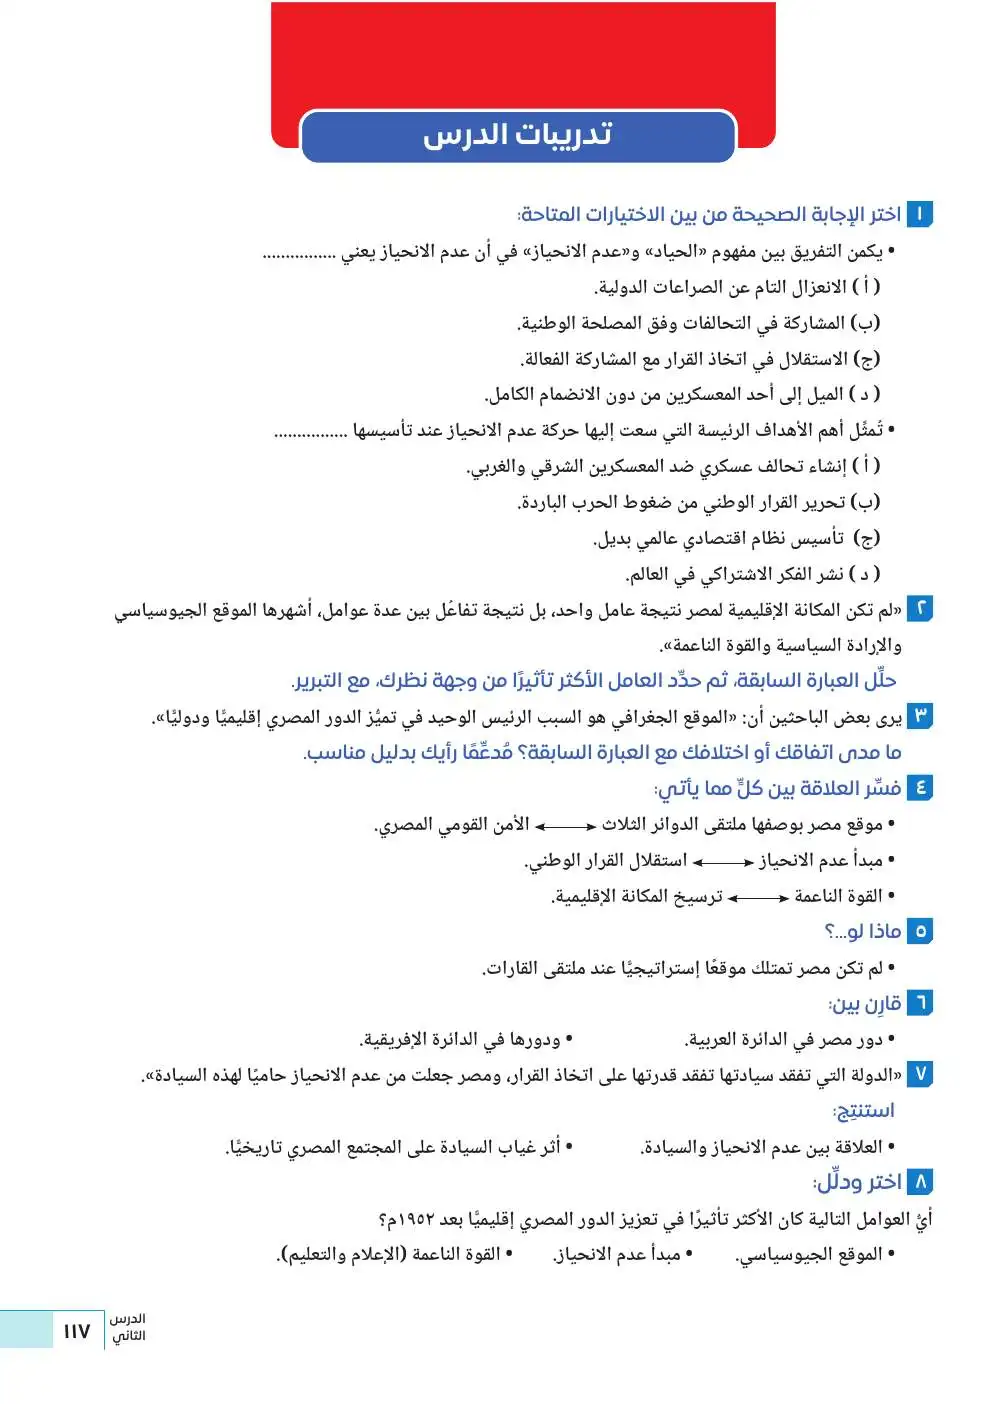 تدريبات الدرس
١ اختر الإجابة الصحيحة من بين الاختيارات المتاحة:
• يكمن التفريق بين مفهوم «الحياد» و«عدم الانحياز» في أن عدم الانحياز يعني ................
( أ ) الانعزال التام عن الصراعات الدولية.
(ب) المشاركة في التحالفات وفق المصلحة الوطنية.
(ج) الاستقلال في اتخاذ القرار مع المشاركة الفعالة.
( د ) الميل إلى أحد المعسكرين من دون الانضمام الكامل.
• تُمثِّل أهم الأهداف الرئيسة التي سعت إليها حركة عدم الانحياز عند تأسيسها ................
( أ ) إنشاء تحالف عسكري ضد المعسكرين الشرقي والغربي.
(ب) تحرير القرار الوطني من ضغوط الحرب الباردة.
(ج) تأسيس نظام اقتصادي عالمي بديل.
( د ) نشر الفكر الاشتراكي في العالم.
٢ «لم تكن المكانة الإقليمية لمصر نتيجة عامل واحد، بل نتيجة تفاعُل بين عدة عوامل، أشهرها الموقع الجيوسياسي
والإرادة السياسية والقوة الناعمة».
حلِّل العبارة السابقة، ثم حدِّد العامل الأكثر تأثيرًا من وجهة نظرك، مع التبرير.
٣ يرى بعض الباحثين أن: «الموقع الجغرافي هو السبب الرئيس الوحيد في تميُّز الدور المصري إقليميًّا ودوليًّا».
ما مدى اتفاقك أو اختلافك مع العبارة السابقة؟ مُدعِّمًا رأيك بدليل مناسب.
٤ فسِّر العلاقة بين كلٍّ مما يأتي:
• موقع مصر بوصفها ملتقى الدوائر الثلاث ⟷ الأمن القومي المصري.
• مبدأ عدم الانحياز ⟷ استقلال القرار الوطني.
• القوة الناعمة ⟷ ترسيخ المكانة الإقليمية.
٥ ماذا لو...؟
• لم تكن مصر تمتلك موقعًا إستراتيجيًّا عند ملتقى القارات.
٦ قارِن بين:
• دور مصر في الدائرة العربية. • ودورها في الدائرة الإفريقية.
٧ «الدولة التي تفقد سيادتها تفقد قدرتها على اتخاذ القرار، ومصر جعلت من عدم الانحياز حاميًا لهذه السيادة».
استنتِج:
• العلاقة بين عدم الانحياز والسيادة. • أثر غياب السيادة على المجتمع المصري تاريخيًّا.
٨ اختر ودلِّل:
أيُّ العوامل التالية كان الأكثر تأثيرًا في تعزيز الدور المصري إقليميًّا بعد ١٩٥٢م؟
• الموقع الجيوسياسي. • مبدأ عدم الانحياز. • القوة الناعمة (الإعلام والتعليم).
الدرس
الثاني
١١٧